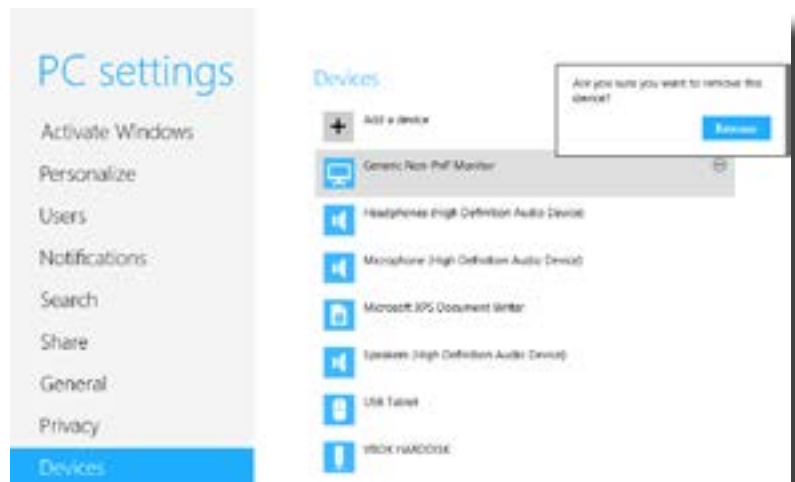 PC settings
Activate Windows
Personalize
Users
Notifications
Search
Share
General
Privacy
Devices
Devices
Add a device
Generic Non-PnP Monitor
Headphones (High Definition Audio Device)
Microphone (High Definition Audio Device)
Microsoft XPS Document Writer
Speakers (High Definition Audio Device)
USB Tablet
VBOX HARDDISK
Are you sure you want to remove this
device?
Remove